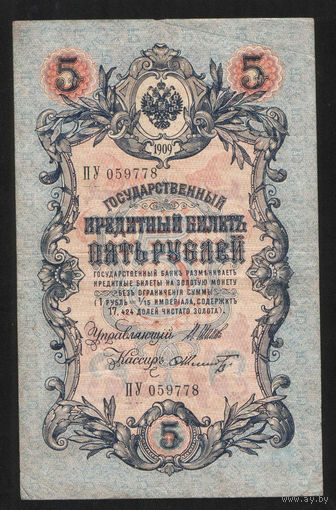 5 5
1909
ПУ 059778
ГОСУДАРСТВЕННЫЙ
КРЕДИТНЫЙ БИЛЕТЪ
ПЯТЬ РУБЛЕЙ
ГОСУДАРСТВЕННЫЙ БАНКЪ РАЗМѢНИВАЕТЪ
КРЕДИТНЫЕ БИЛЕТЫ НА ЗОЛОТУЮ МОНЕТУ
БЕЗЪ ОГРАНИЧЕНІЯ СУММЫ
(1 РУБЛЬ = 1/15 ИМПЕРІАЛА, СОДЕРЖИТЪ
17,424 ДОЛЕЙ ЧИСТАГО ЗОЛОТА).
Управляющій
Кассиръ
ПУ 059778
5
www.ay.by